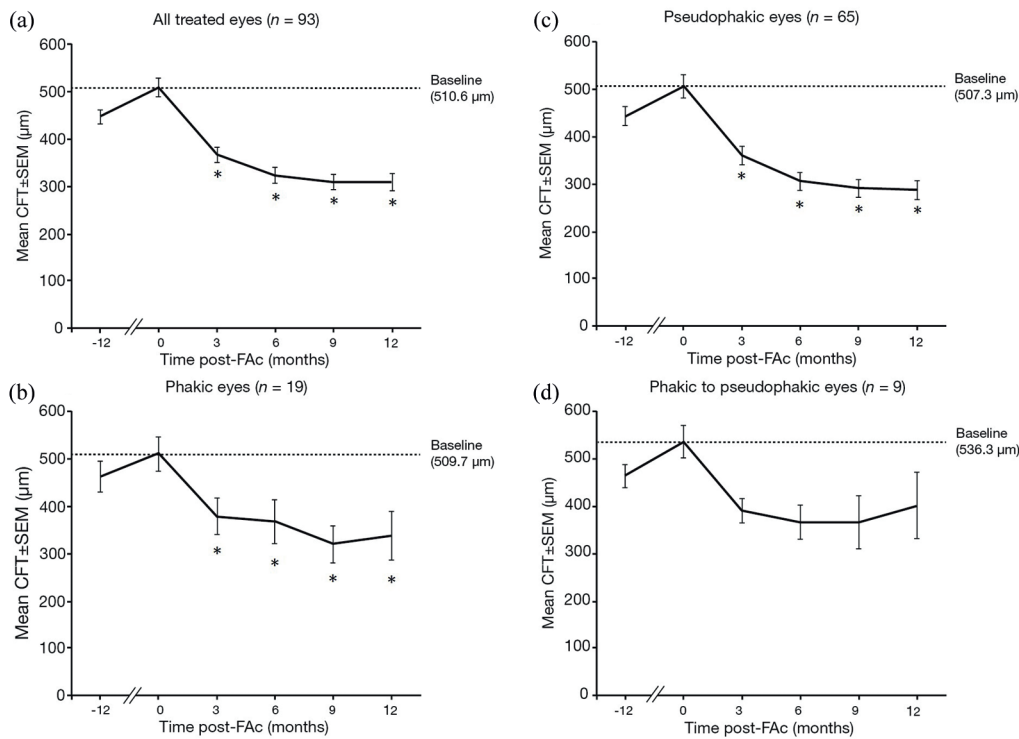 (a)
All treated eyes (n = 93)
600
500
400
300
200
100
0
Mean CFT±SEM (µm)
Baseline
(510.6 µm)
*
*
*
*
-12
0
3
6
9
12
Time post-FAc (months)
(c)
Pseudophakic eyes (n = 65)
600
500
400
300
200
100
0
Mean CFT±SEM (µm)
Baseline
(507.3 µm)
*
*
*
*
-12
0
3
6
9
12
Time post-FAc (months)
(b)
Phakic eyes (n = 19)
600
500
400
300
200
100
0
Mean CFT±SEM (µm)
Baseline
(509.7 µm)
*
*
*
*
-12
0
3
6
9
12
Time post-FAc (months)
(d)
Phakic to pseudophakic eyes (n = 9)
600
500
400
300
200
100
0
Mean CFT±SEM (µm)
Baseline
(536.3 µm)
-12
0
3
6
9
12
Time post-FAc (months)